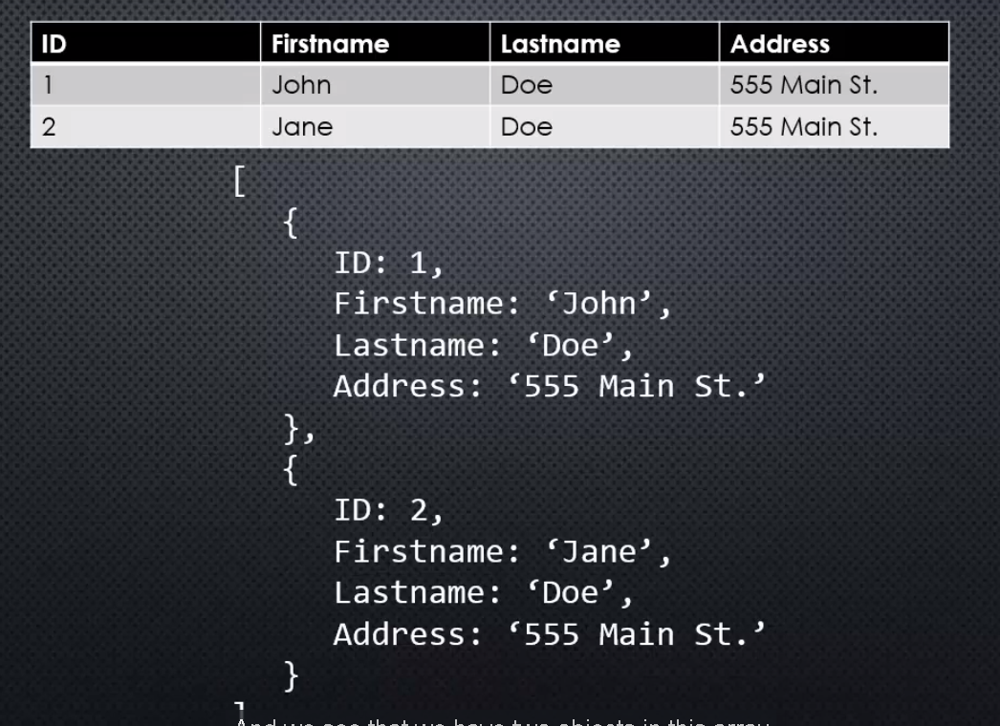 ID Firstname Lastname Address
1 John Doe 555 Main St.
2 Jane Doe 555 Main St.
[
{
ID: 1,
Firstname: ‘John’,
Lastname: ‘Doe’,
Address: ‘555 Main St.’
},
{
ID: 2,
Firstname: ‘Jane’,
Lastname: ‘Doe’,
Address: ‘555 Main St.’
}
]
And we see that we have two objects in this array